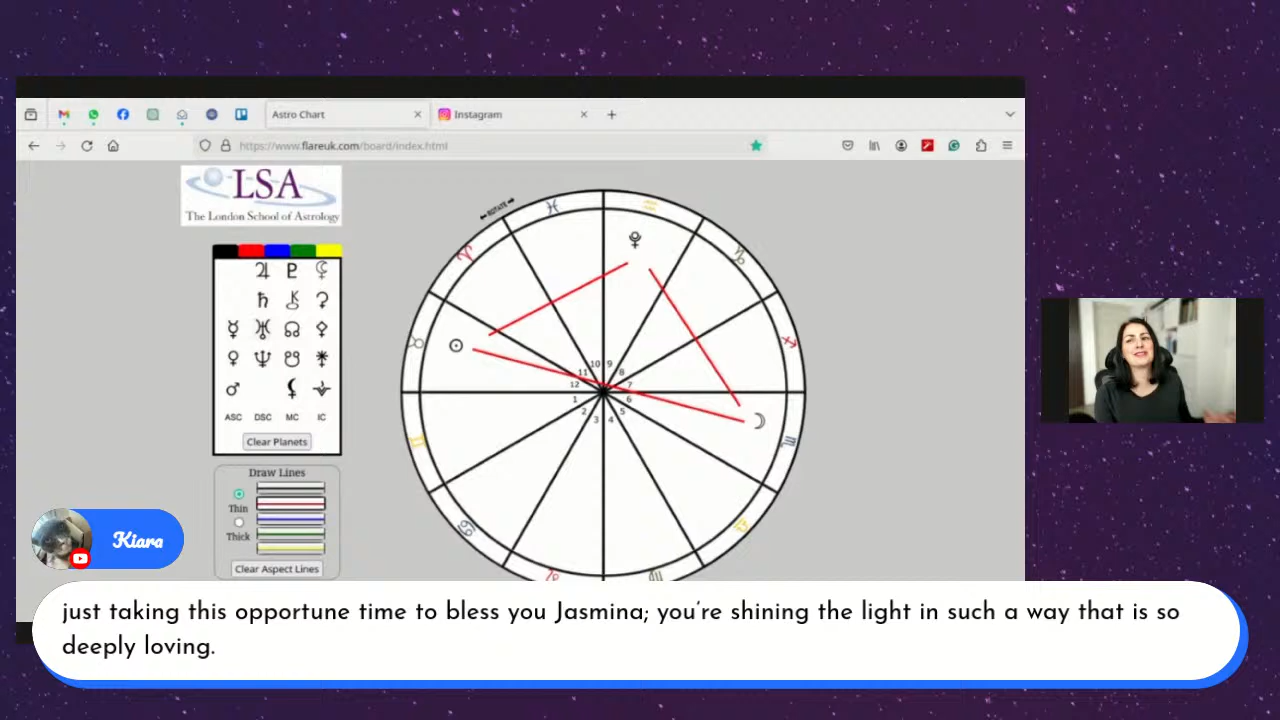 Astro Chart
Instagram
https://www.flareuk.com/board/index.html
LSA
The London School of Astrology
ROTATE
ASC DSC MC IC
Clear Planets
Draw Lines
Thin
Thick
Clear Aspect Lines
10 9
11 8
12 7
1 6
2 5
3 4
Kiara
just taking this opportune time to bless you Jasmina; you're shining the light in such a way that is so
deeply loving.